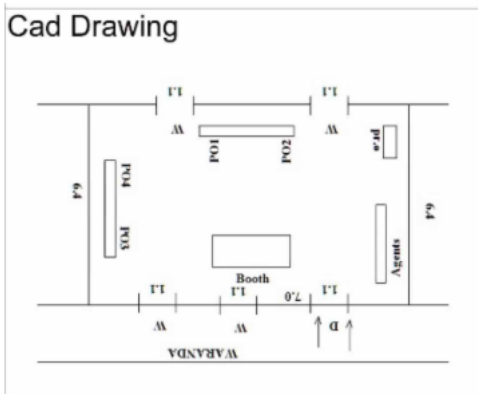 Cad Drawing
1.1 1.1
W W
PO1 PO2 pr.o
6.4 6.4
PO4
PO3
Agents
Booth
1.1 1.1 7.0 1.1
W W D
WARANDA